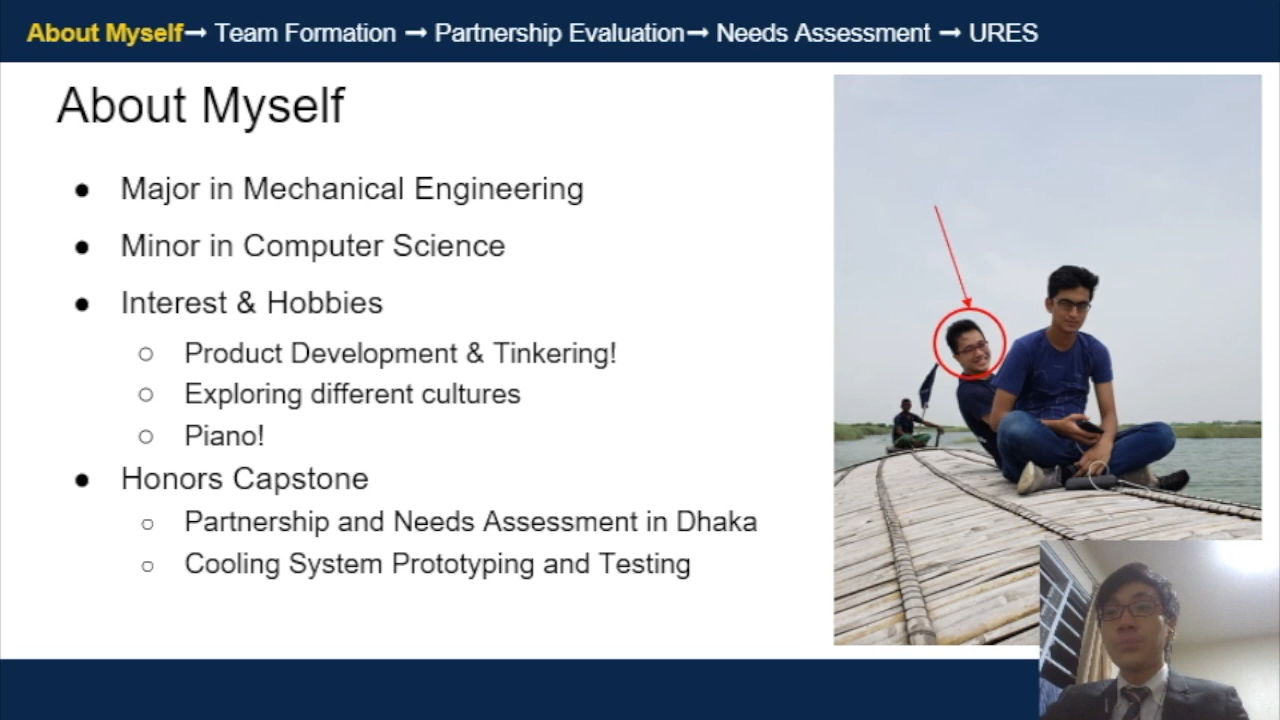 About Myself→ Team Formation → Partnership Evaluation→ Needs Assessment → URES
About Myself
● Major in Mechanical Engineering
● Minor in Computer Science
● Interest & Hobbies
○ Product Development & Tinkering!
○ Exploring different cultures
○ Piano!
● Honors Capstone
○ Partnership and Needs Assessment in Dhaka
○ Cooling System Prototyping and Testing